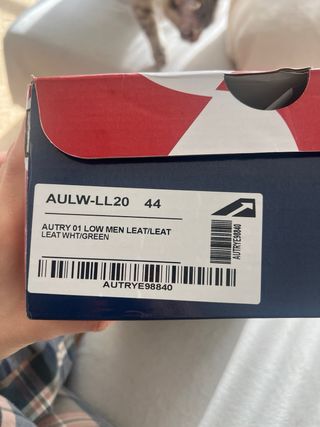 AULW-LL20 44
AUTRY 01 LOW MEN LEAT/LEAT
LEAT WHT/GREEN
AUTRYE98840
AUTRYE98840